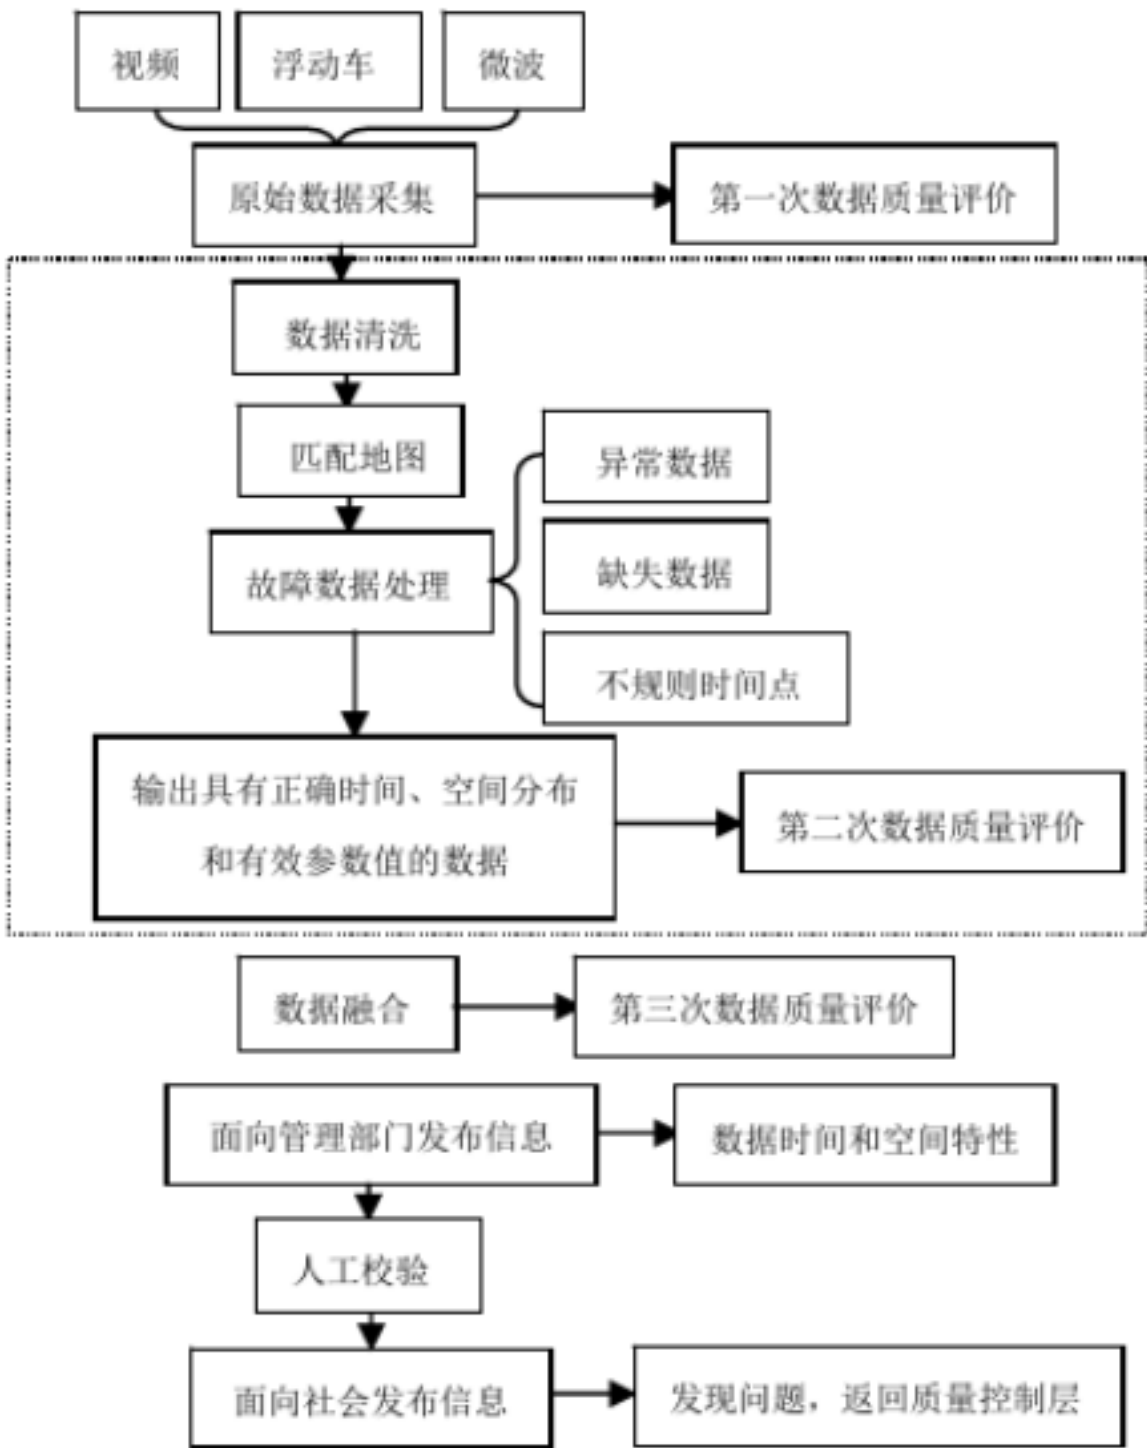 视频
浮动车
微波
原始数据采集
第一次数据质量评价
数据清洗
匹配地图
异常数据
缺失数据
故障数据处理
不规则时间点
输出具有正确时间、空间分布
和有效参数值的数据
第二次数据质量评价
数据融合
第三次数据质量评价
面向管理部门发布信息
数据时间和空间特性
人工校验
面向社会发布信息
发现问题，返回质量控制层